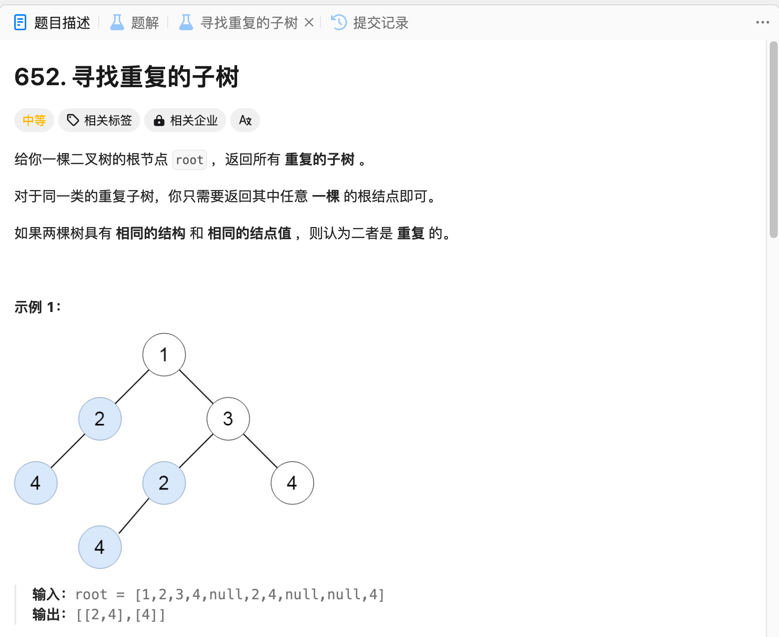 题目描述 题解 寻找重复的子树 × 提交记录 ···
652. 寻找重复的子树
中等 相关标签 相关企业 Ax
给你一棵二叉树的根节点 root ，返回所有 重复的子树 。
对于同一类的重复子树，你只需要返回其中任意 一棵 的根结点即可。
如果两棵树具有 相同的结构 和 相同的结点值 ，则认为二者是 重复 的。
示例 1：
1
2 3
4 2 4
4
输入：root = [1,2,3,4,null,2,4,null,null,4]
输出：[[2,4],[4]]